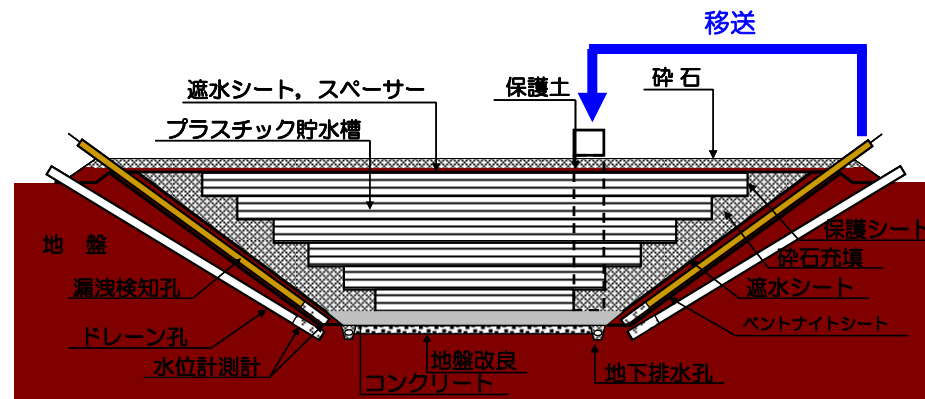 移送
遮水シート，スペーサー
保護土
砕 石
プラスチック貯水槽
地 盤
保護シート
砕石充填
漏洩検知孔
遮水シート
ドレーン孔
ベントナイトシート
水位計測計
地盤改良
地下排水孔
コンクリート